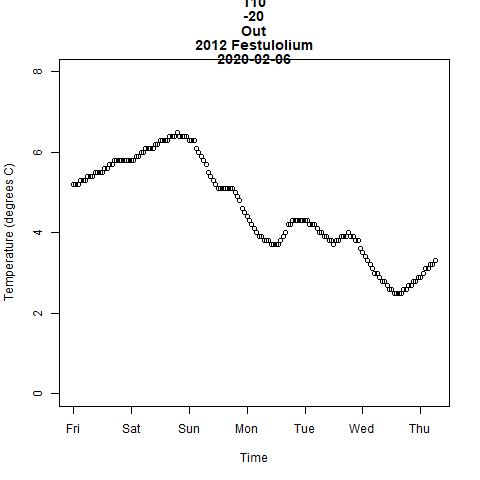 110
-20
Out
2012 Festulolium
2020-02-06
8
6
4
2
0
Temperature (degrees C)
Fri Sat Sun Mon Tue Wed Thu
Time